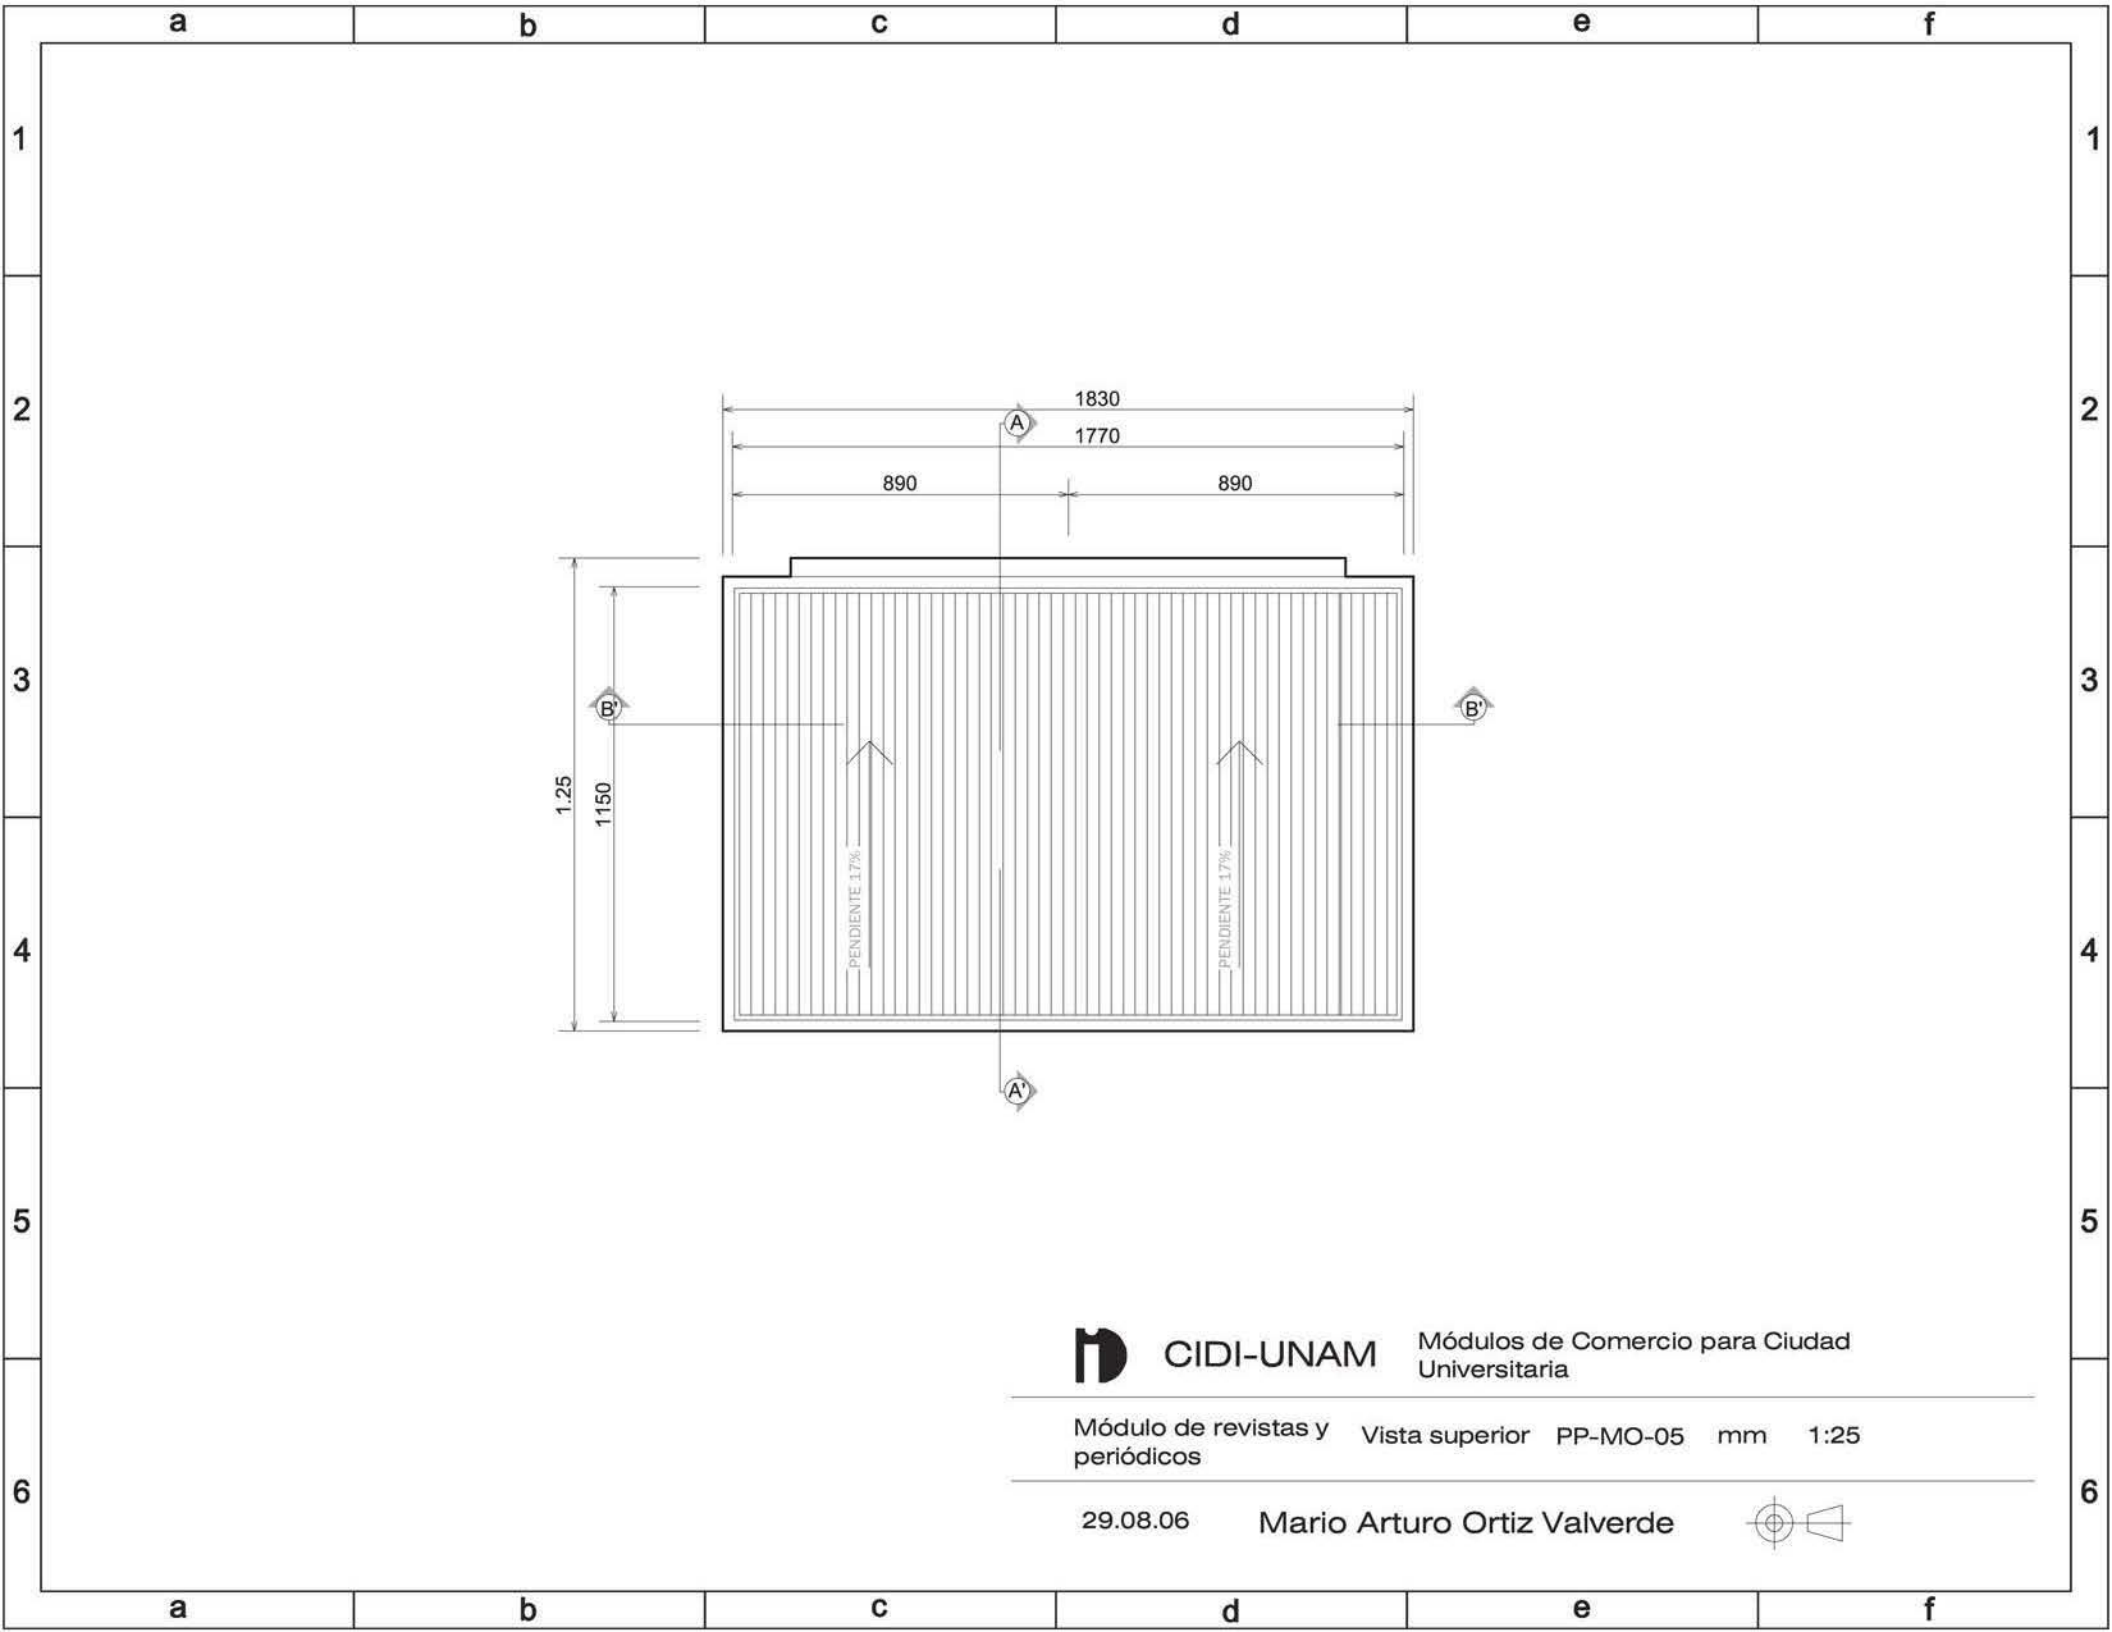 a b c d e f
1 1
2 2
3 3
4 4
5 5
6 6
1830
A
1770
890 890
B' B'
1.25
1150
PENDIENTE 17% PENDIENTE 17%
A'
CIDI-UNAM
Módulos de Comercio para Ciudad
Universitaria
Módulo de revistas y
periódicos
Vista superior PP-MO-05 mm 1:25
29.08.06 Mario Arturo Ortiz Valverde
a b c d e f